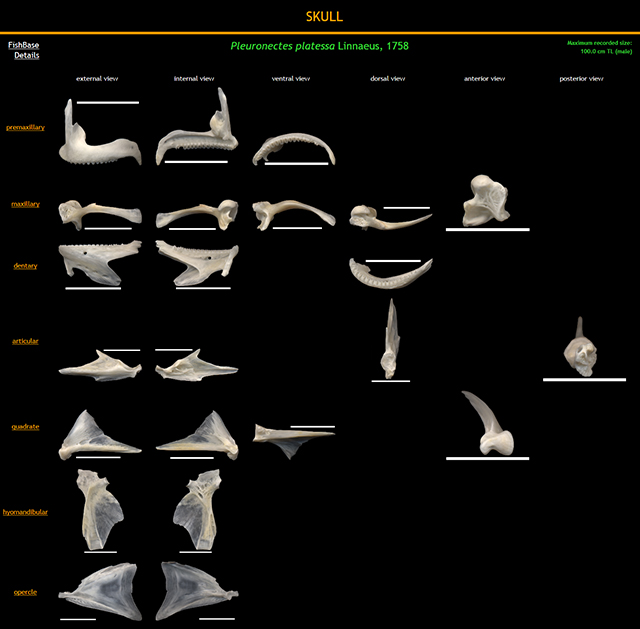 SKULL
FishBase
Details
Pleuronectes platessa Linnaeus, 1758
Maximum recorded size:
100.0 cm TL (male)
external view internal view ventral view dorsal view anterior view posterior view
premaxillary
maxillary
dentary
articular
quadrate
hyomandibular
opercle